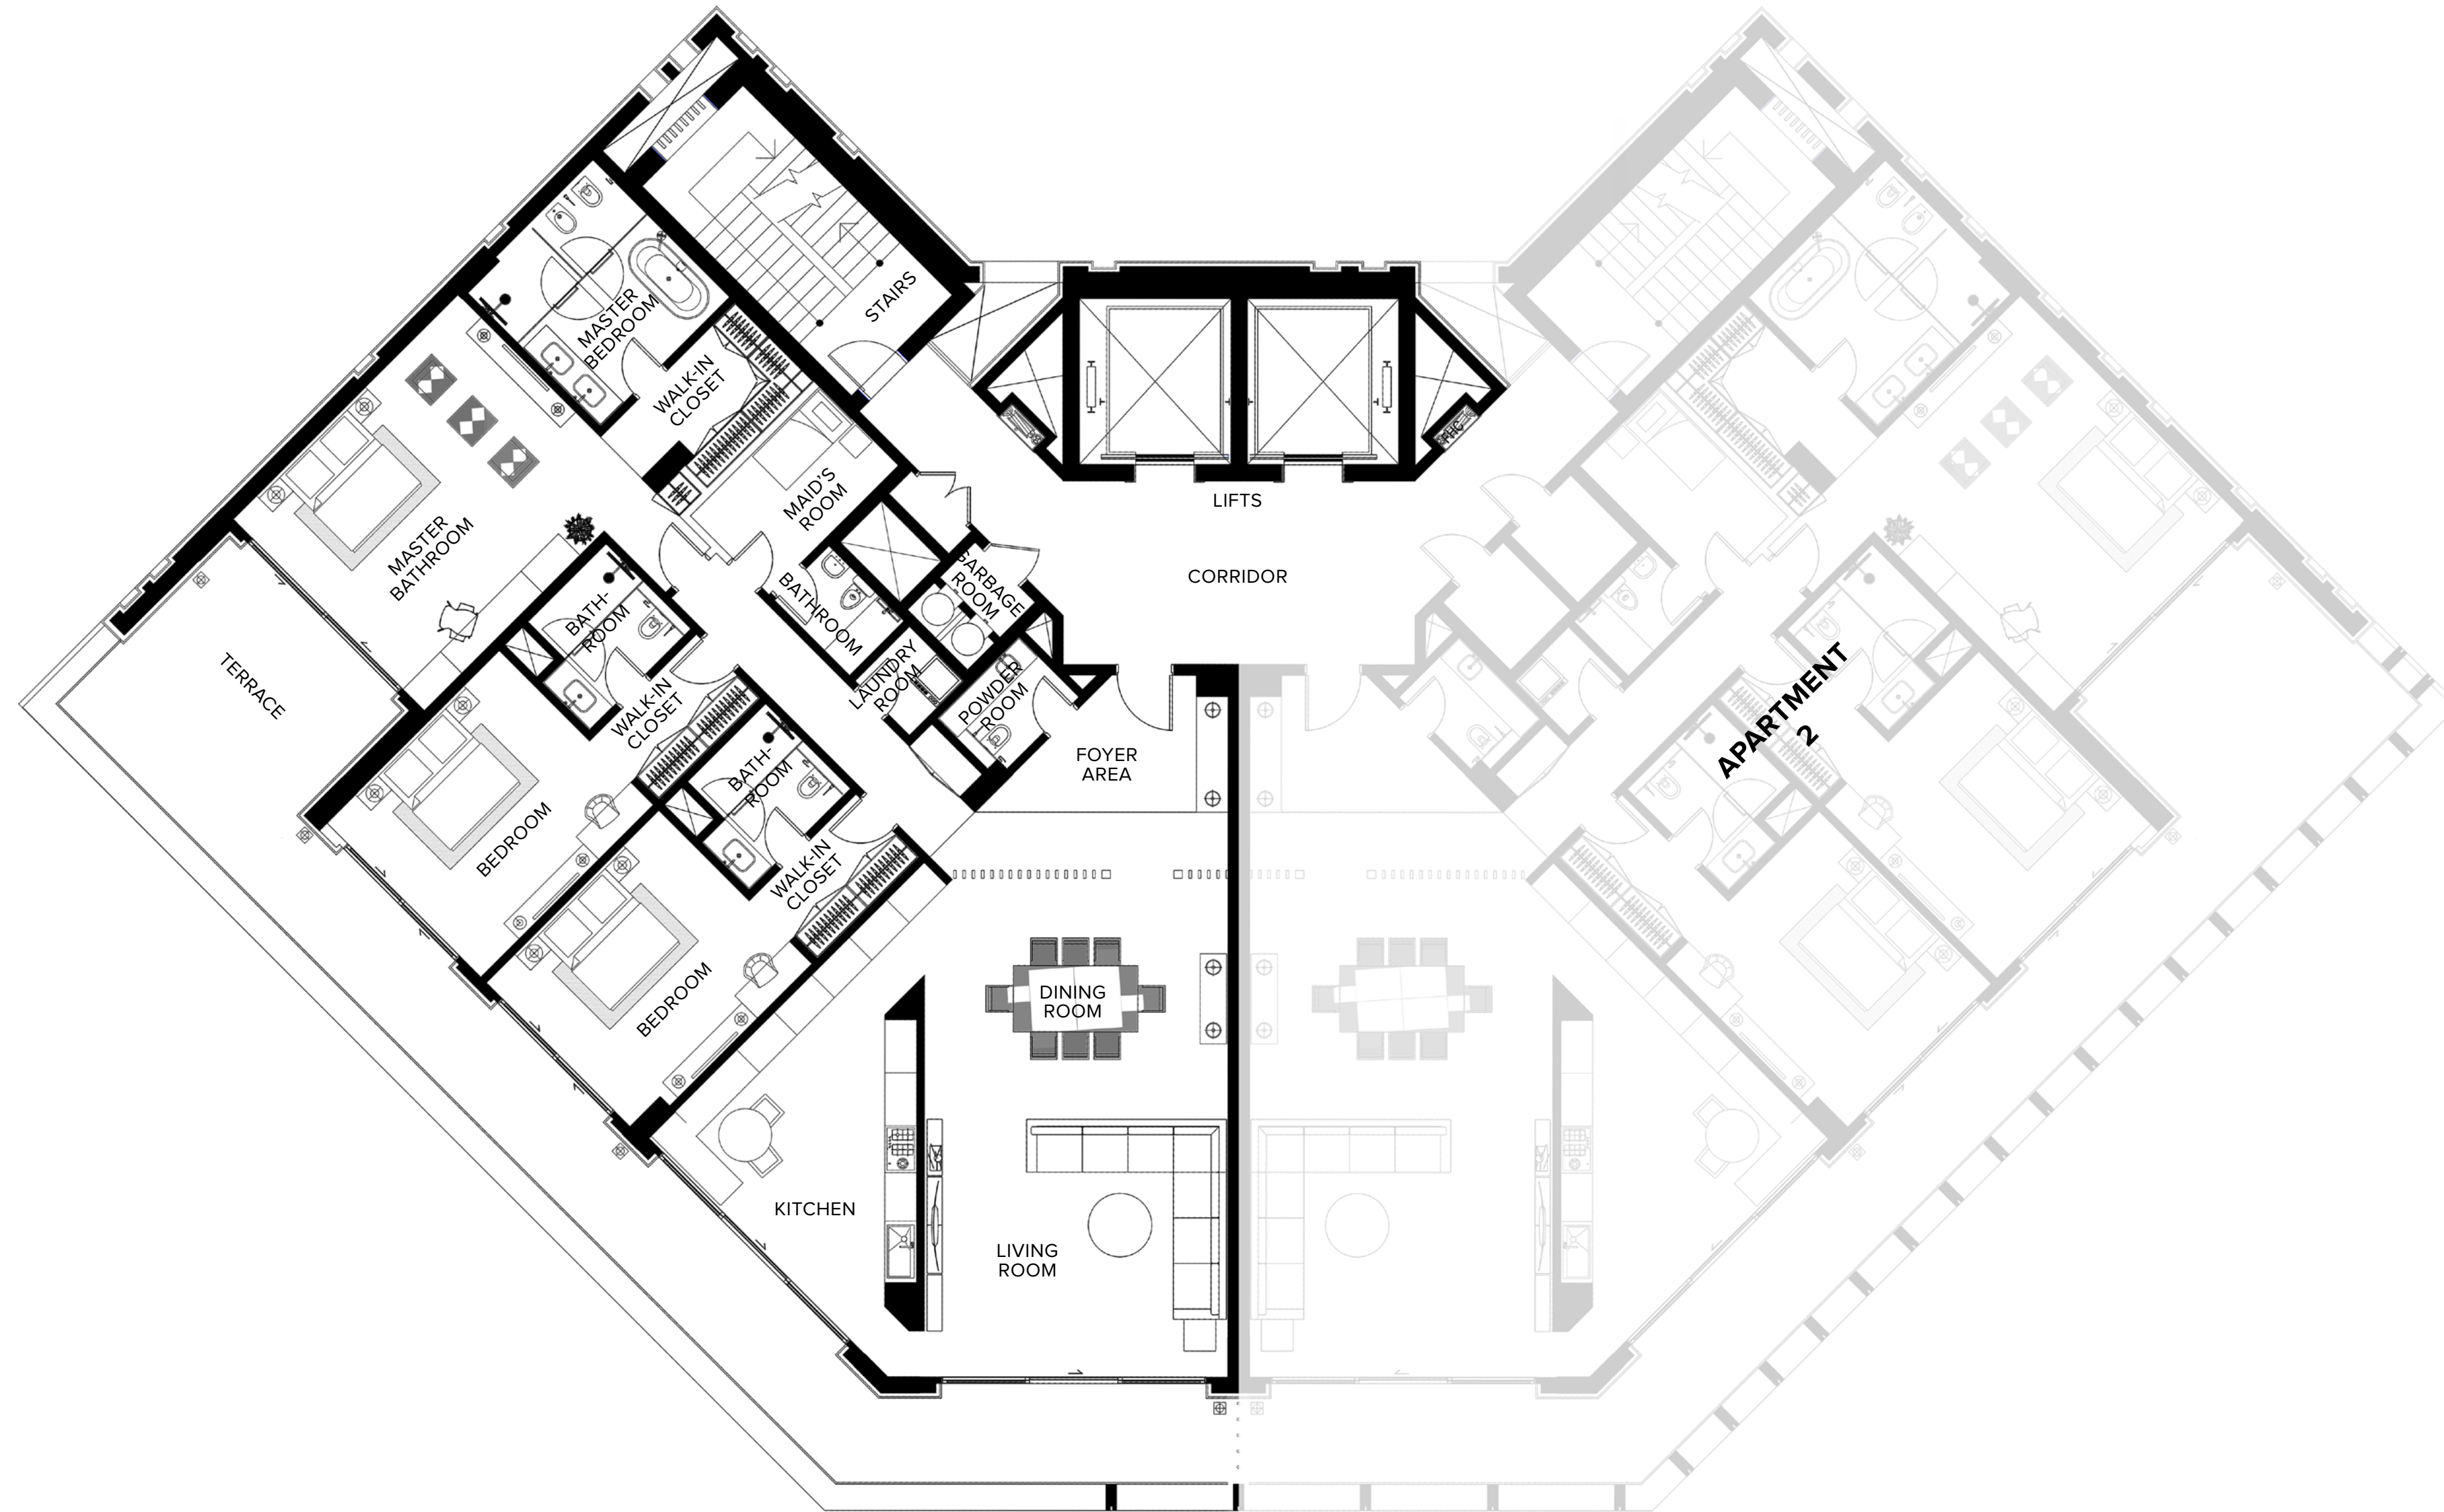 STAIRS
MASTER
BEDROOM
WALK-IN
CLOSET
MAID'S
ROOM
LIFTS
FHC
MASTER
BATHROOM
BATH-
ROOM
BATHROOM
GARBAGE
ROOM
CORRIDOR
TERRACE
WALK-IN
CLOSET
LAUNDRY
ROOM
POWDER
ROOM
FOYER
AREA
APARTMENT
2
BATH-
ROOM
BEDROOM
WALK-IN
CLOSET
BEDROOM
DINING
ROOM
KITCHEN
LIVING
ROOM